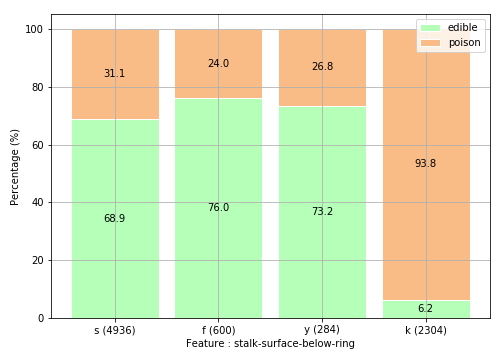 edible
poison
100
80
60
40
20
0
Percentage (%)
31.1
24.0
26.8
93.8
68.9
76.0
73.2
6.2
s (4936)
f (600)
y (284)
k (2304)
Feature : stalk-surface-below-ring